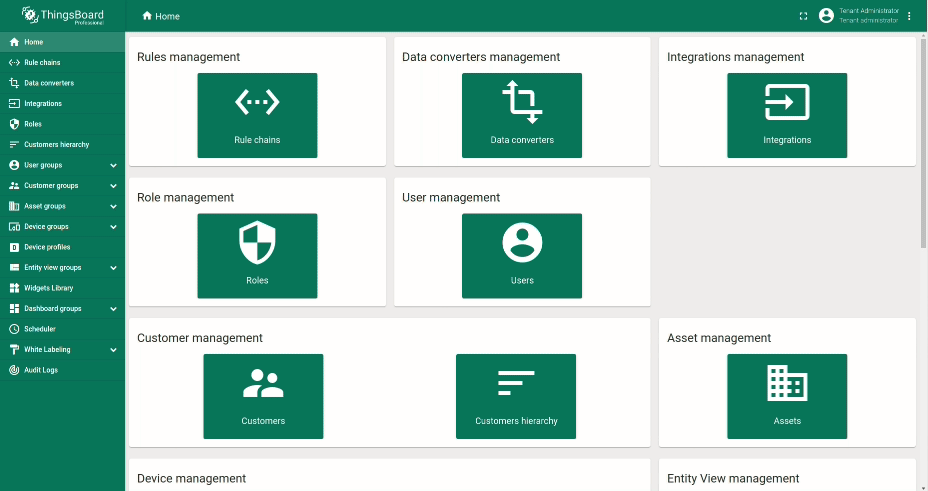 ThingsBoard
Professional
Home
Tenant Administrator
Tenant administrator
Home
Rule chains
Data converters
Integrations
Roles
Customers hierarchy
User groups
Customer groups
Asset groups
Device groups
Device profiles
Entity view groups
Widgets Library
Dashboard groups
Scheduler
White Labeling
Audit Logs
Rules management
Rule chains
Data converters management
Data converters
Integrations management
Integrations
Role management
Roles
User management
Users
Customer management
Customers
Customers hierarchy
Asset management
Assets
Device management
Entity View management